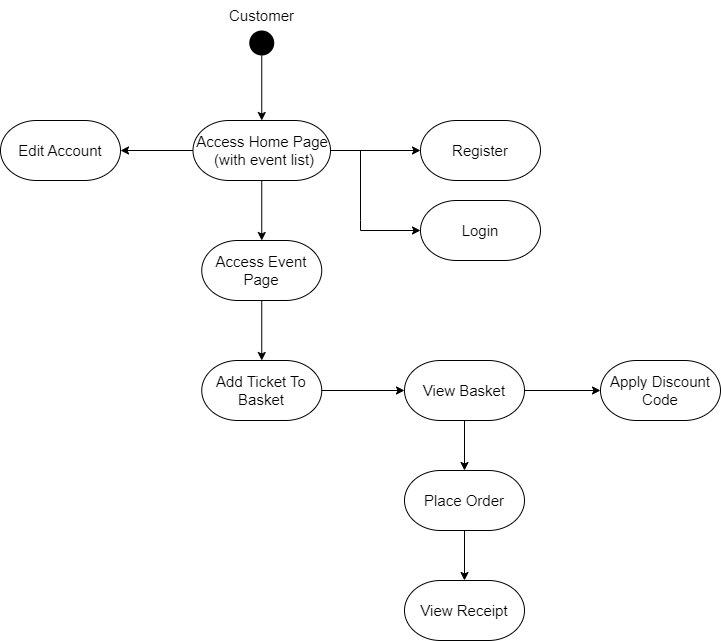 Customer
Edit Account
Access Home Page
(with event list)
Register
Login
Access Event
Page
Add Ticket To
Basket
View Basket
Apply Discount
Code
Place Order
View Receipt